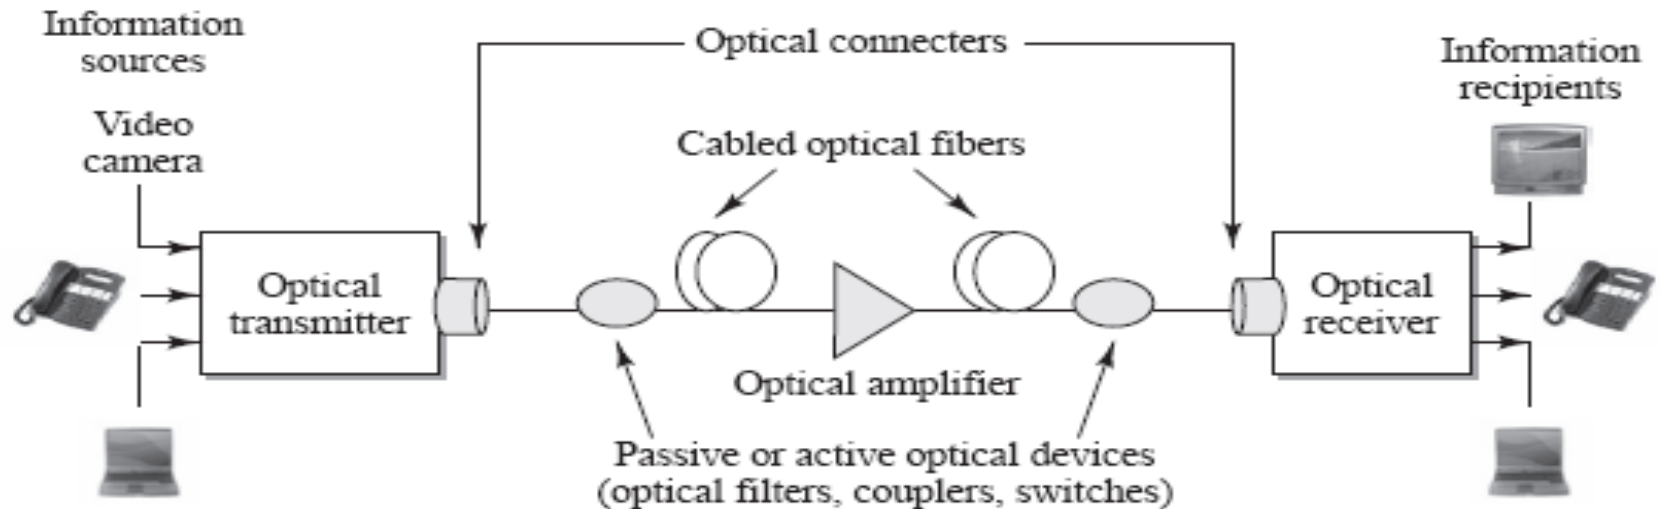 Information
sources
Video
camera
Optical
transmitter
Optical connecters
Cabled optical fibers
Optical amplifier
Passive or active optical devices
(optical filters, couplers, switches)
Information
recipients
Optical
receiver